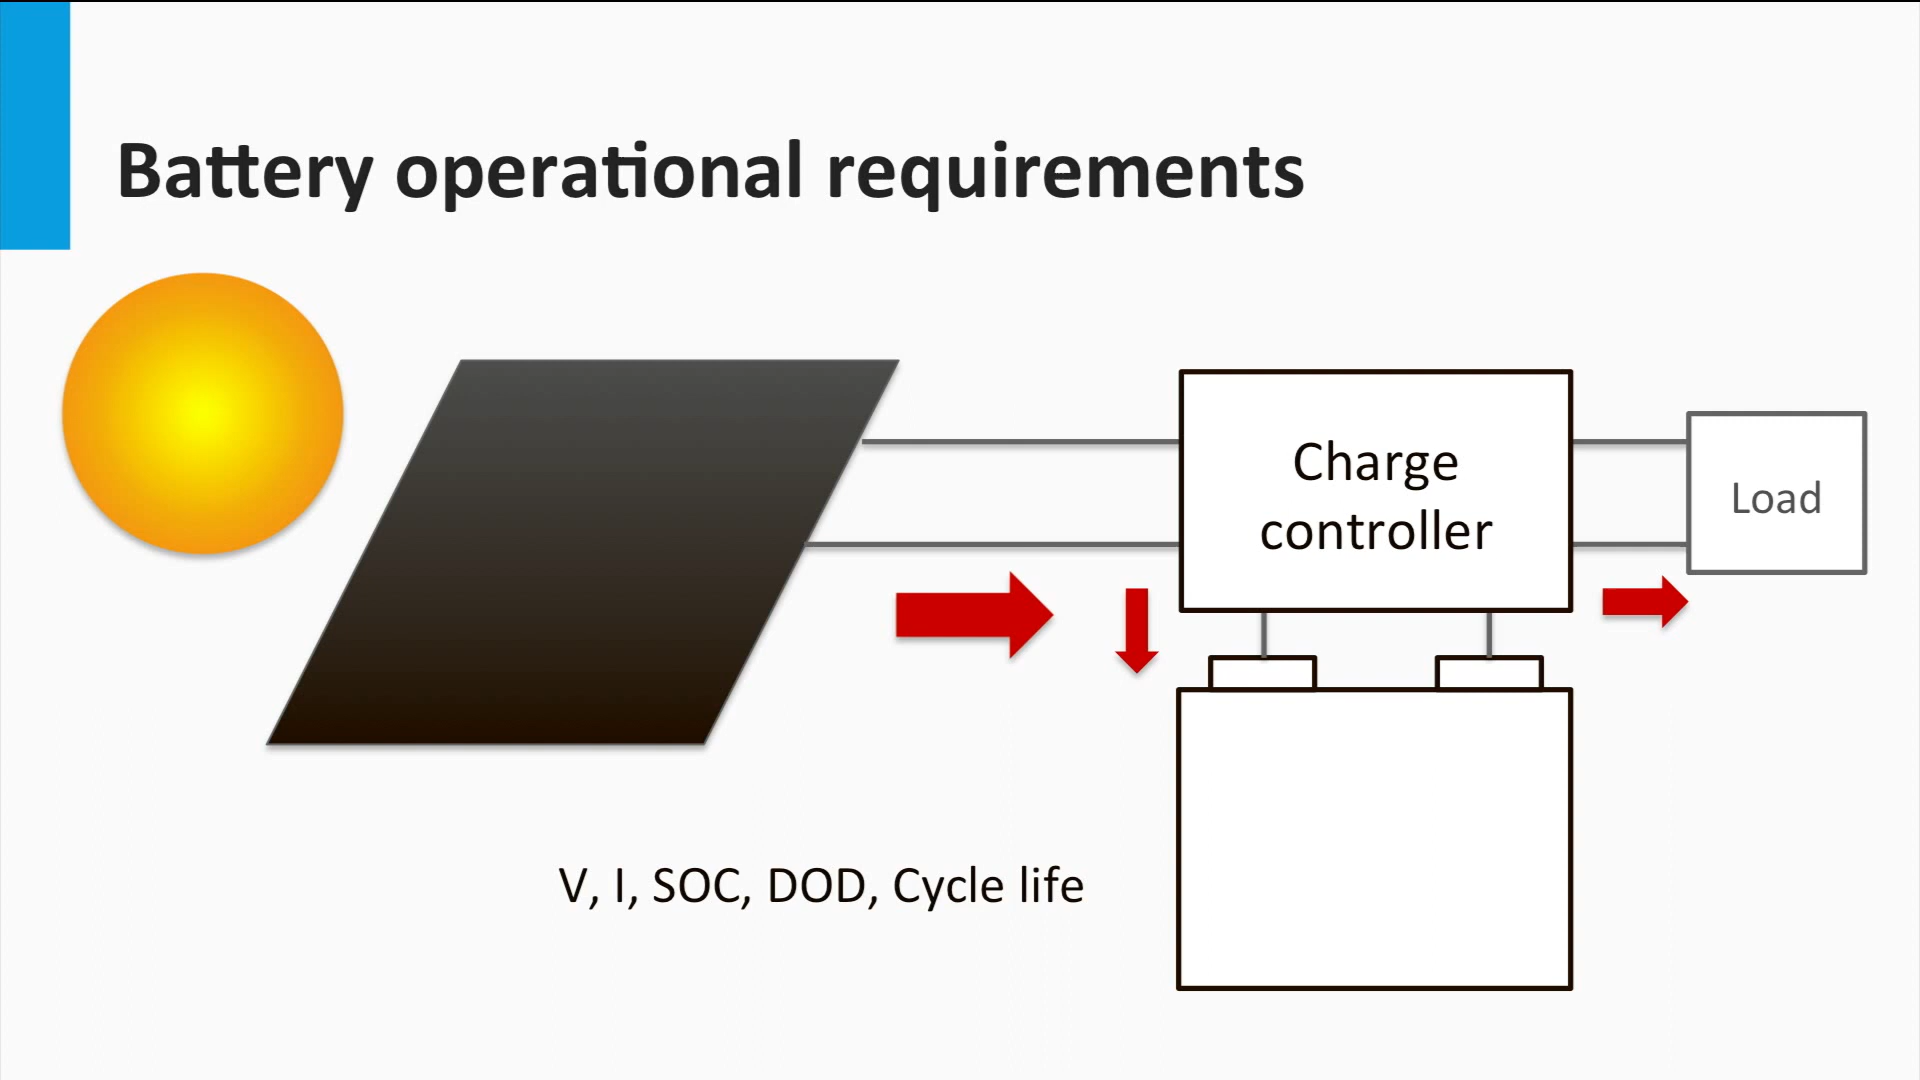 Battery operational requirements
Charge
controller
Load
V, I, SOC, DOD, Cycle life